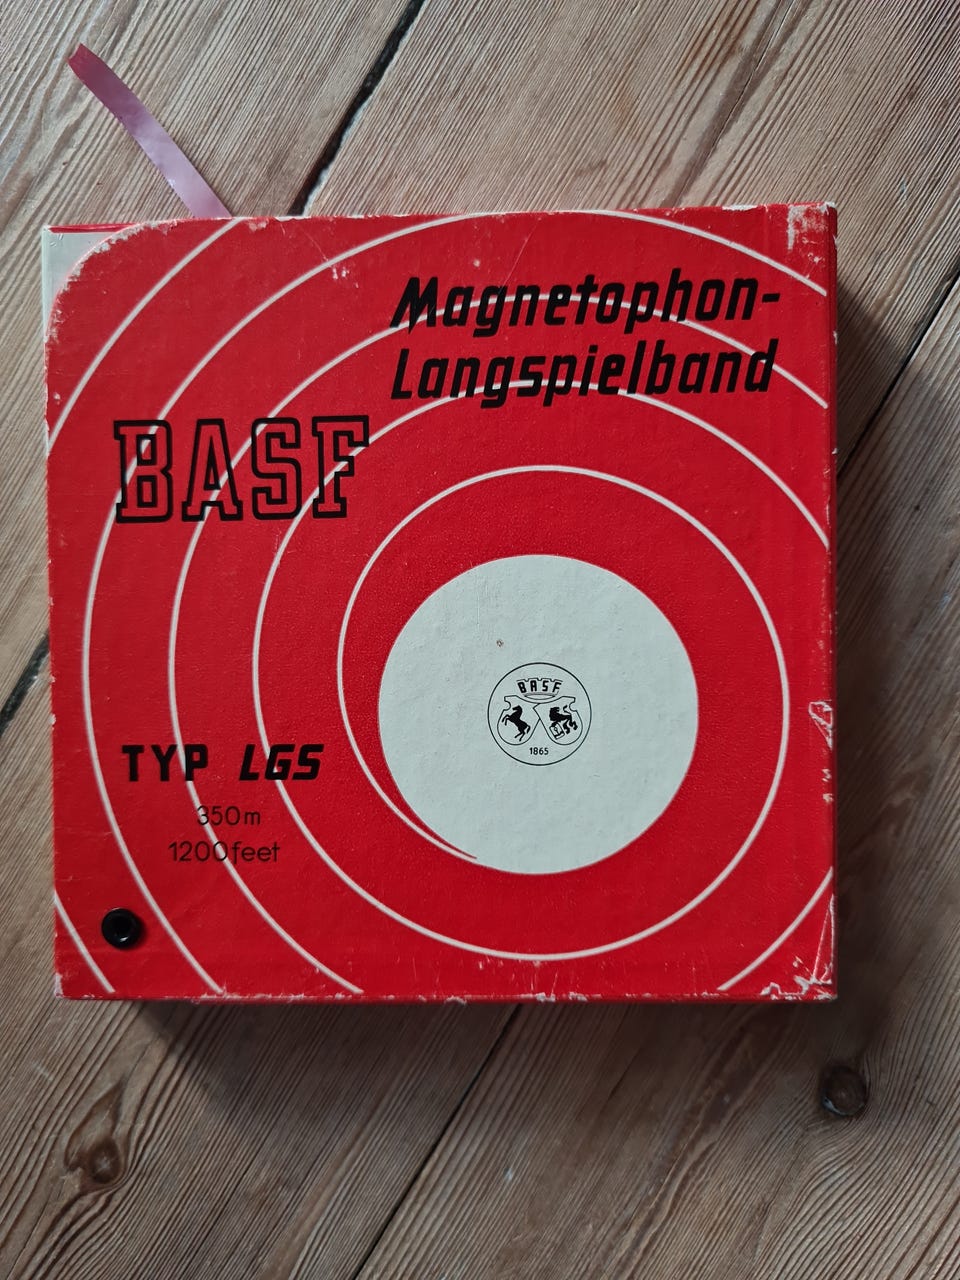 Magnetophon-
Langspielband
BASF
BASF
1865
TYP LGS
350m
1200feet